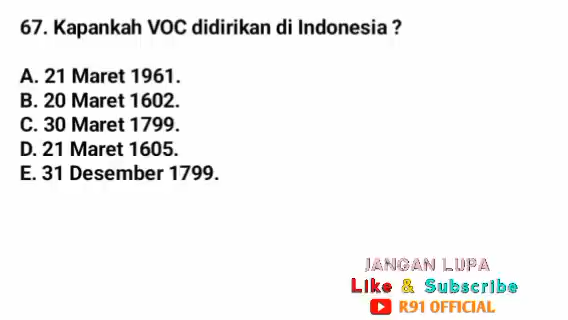 67. Kapankah VOC didirikan di Indonesia ?
A. 21 Maret 1961.
B. 20 Maret 1602.
C. 30 Maret 1799.
D. 21 Maret 1605.
E. 31 Desember 1799.
JANGAN LUPA
Like & Subscribe
R91 OFFICIAL